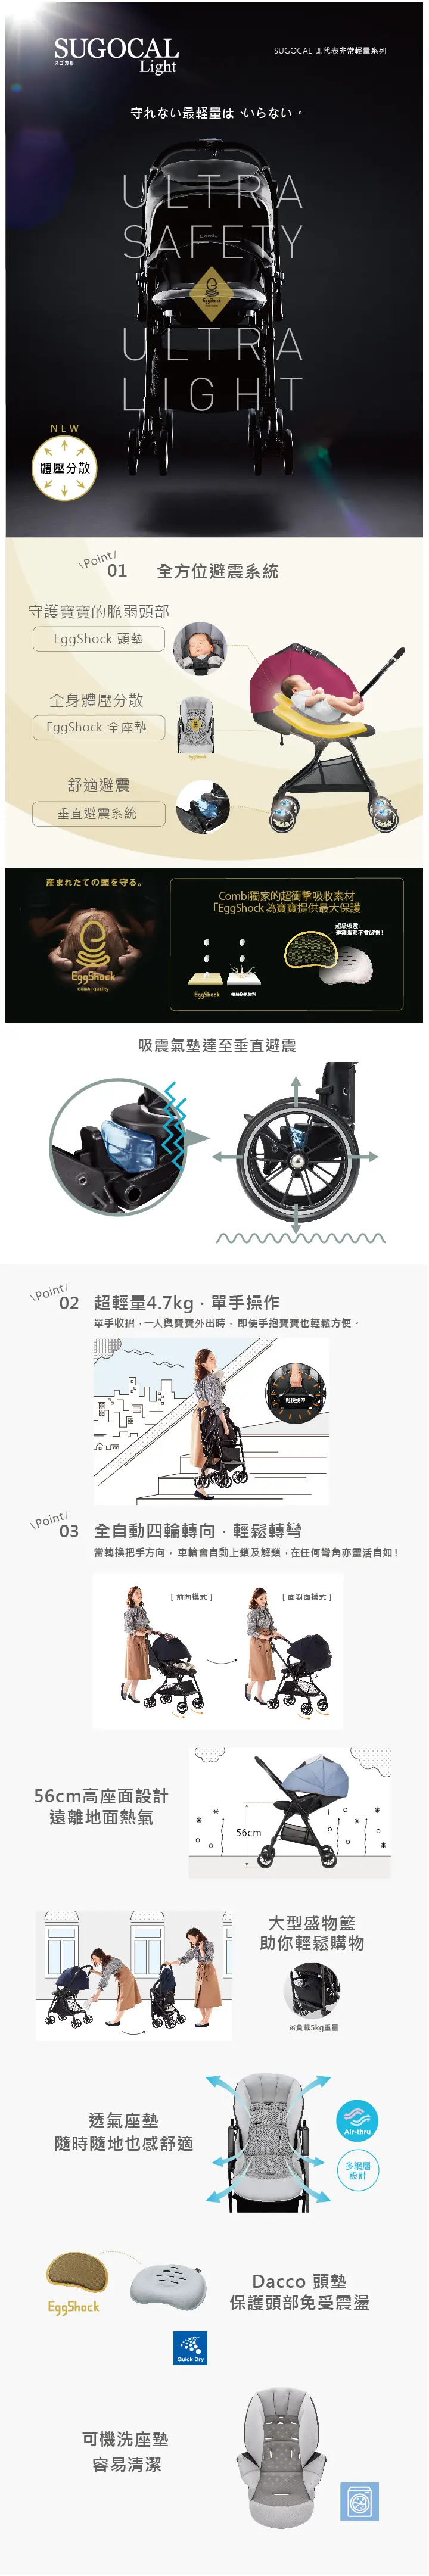 SUGOCAL
スゴカル
Light
SUGOCAL 即代表非常輕量系列
守れない最軽量は、いらない。
ULTRA
SAFETY
Combi
EggShock
ULTRA
LIGHT
NEW
體壓分散
\Point/
01 全方位避震系統
守護寶寶的脆弱頭部
EggShock 頭墊
全身體壓分散
EggShock 全座墊
EggShock
舒適避震
垂直避震系統
産まれたての頭を守る。
EggShock
Combi Quality
Combi獨家的超衝擊吸收素材
「EggShock 為寶寶提供最大保護
超級吸震!
連雞蛋都不會破損!
EggShock
吸震氣墊達至垂直避震
\Point/
02 超輕量4.7kg．單手操作
單手收摺，一人與寶寶外出時，即使手抱寶寶也輕鬆方便。
輕便攜帶
\Point/
03 全自動四輪轉向．輕鬆轉彎
當轉換把手方向，車輪會自動上鎖及解鎖，在任何彎角亦靈活自如！
[ 前向模式 ]
[ 面對面模式 ]
56cm高座面設計
遠離地面熱氣
56cm
大型盛物籃
助你輕鬆購物
※負載5kg重量
透氣座墊
隨時隨地也感舒適
Air-thru
多網層
設計
EggShock
Dacco 頭墊
保護頭部免受震盪
Quick Dry
可機洗座墊
容易清潔